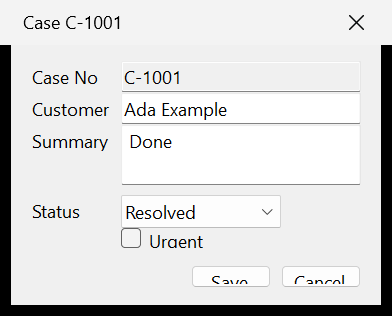 Case C-1001
Case No C-1001
Customer Ada Example
Summary Done
Status Resolved
Urgent
Save Cancel